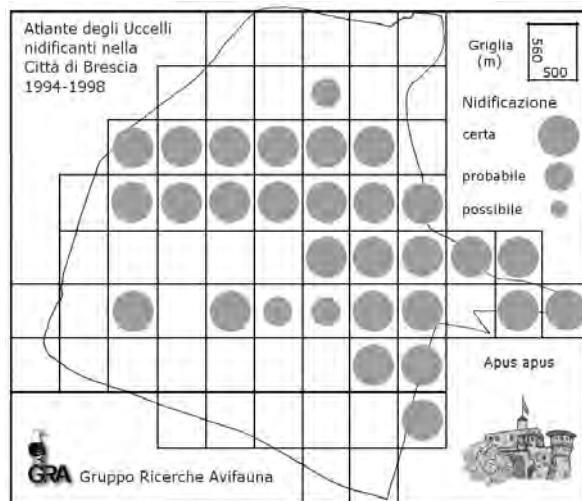 Atlante degli Uccelli
nidificanti nella
Città di Brescia
1994-1998
Griglia
(m)
560
500
Nidificazione
certa
probabile
possibile
Apus apus
GRA Gruppo Ricerche Avifauna